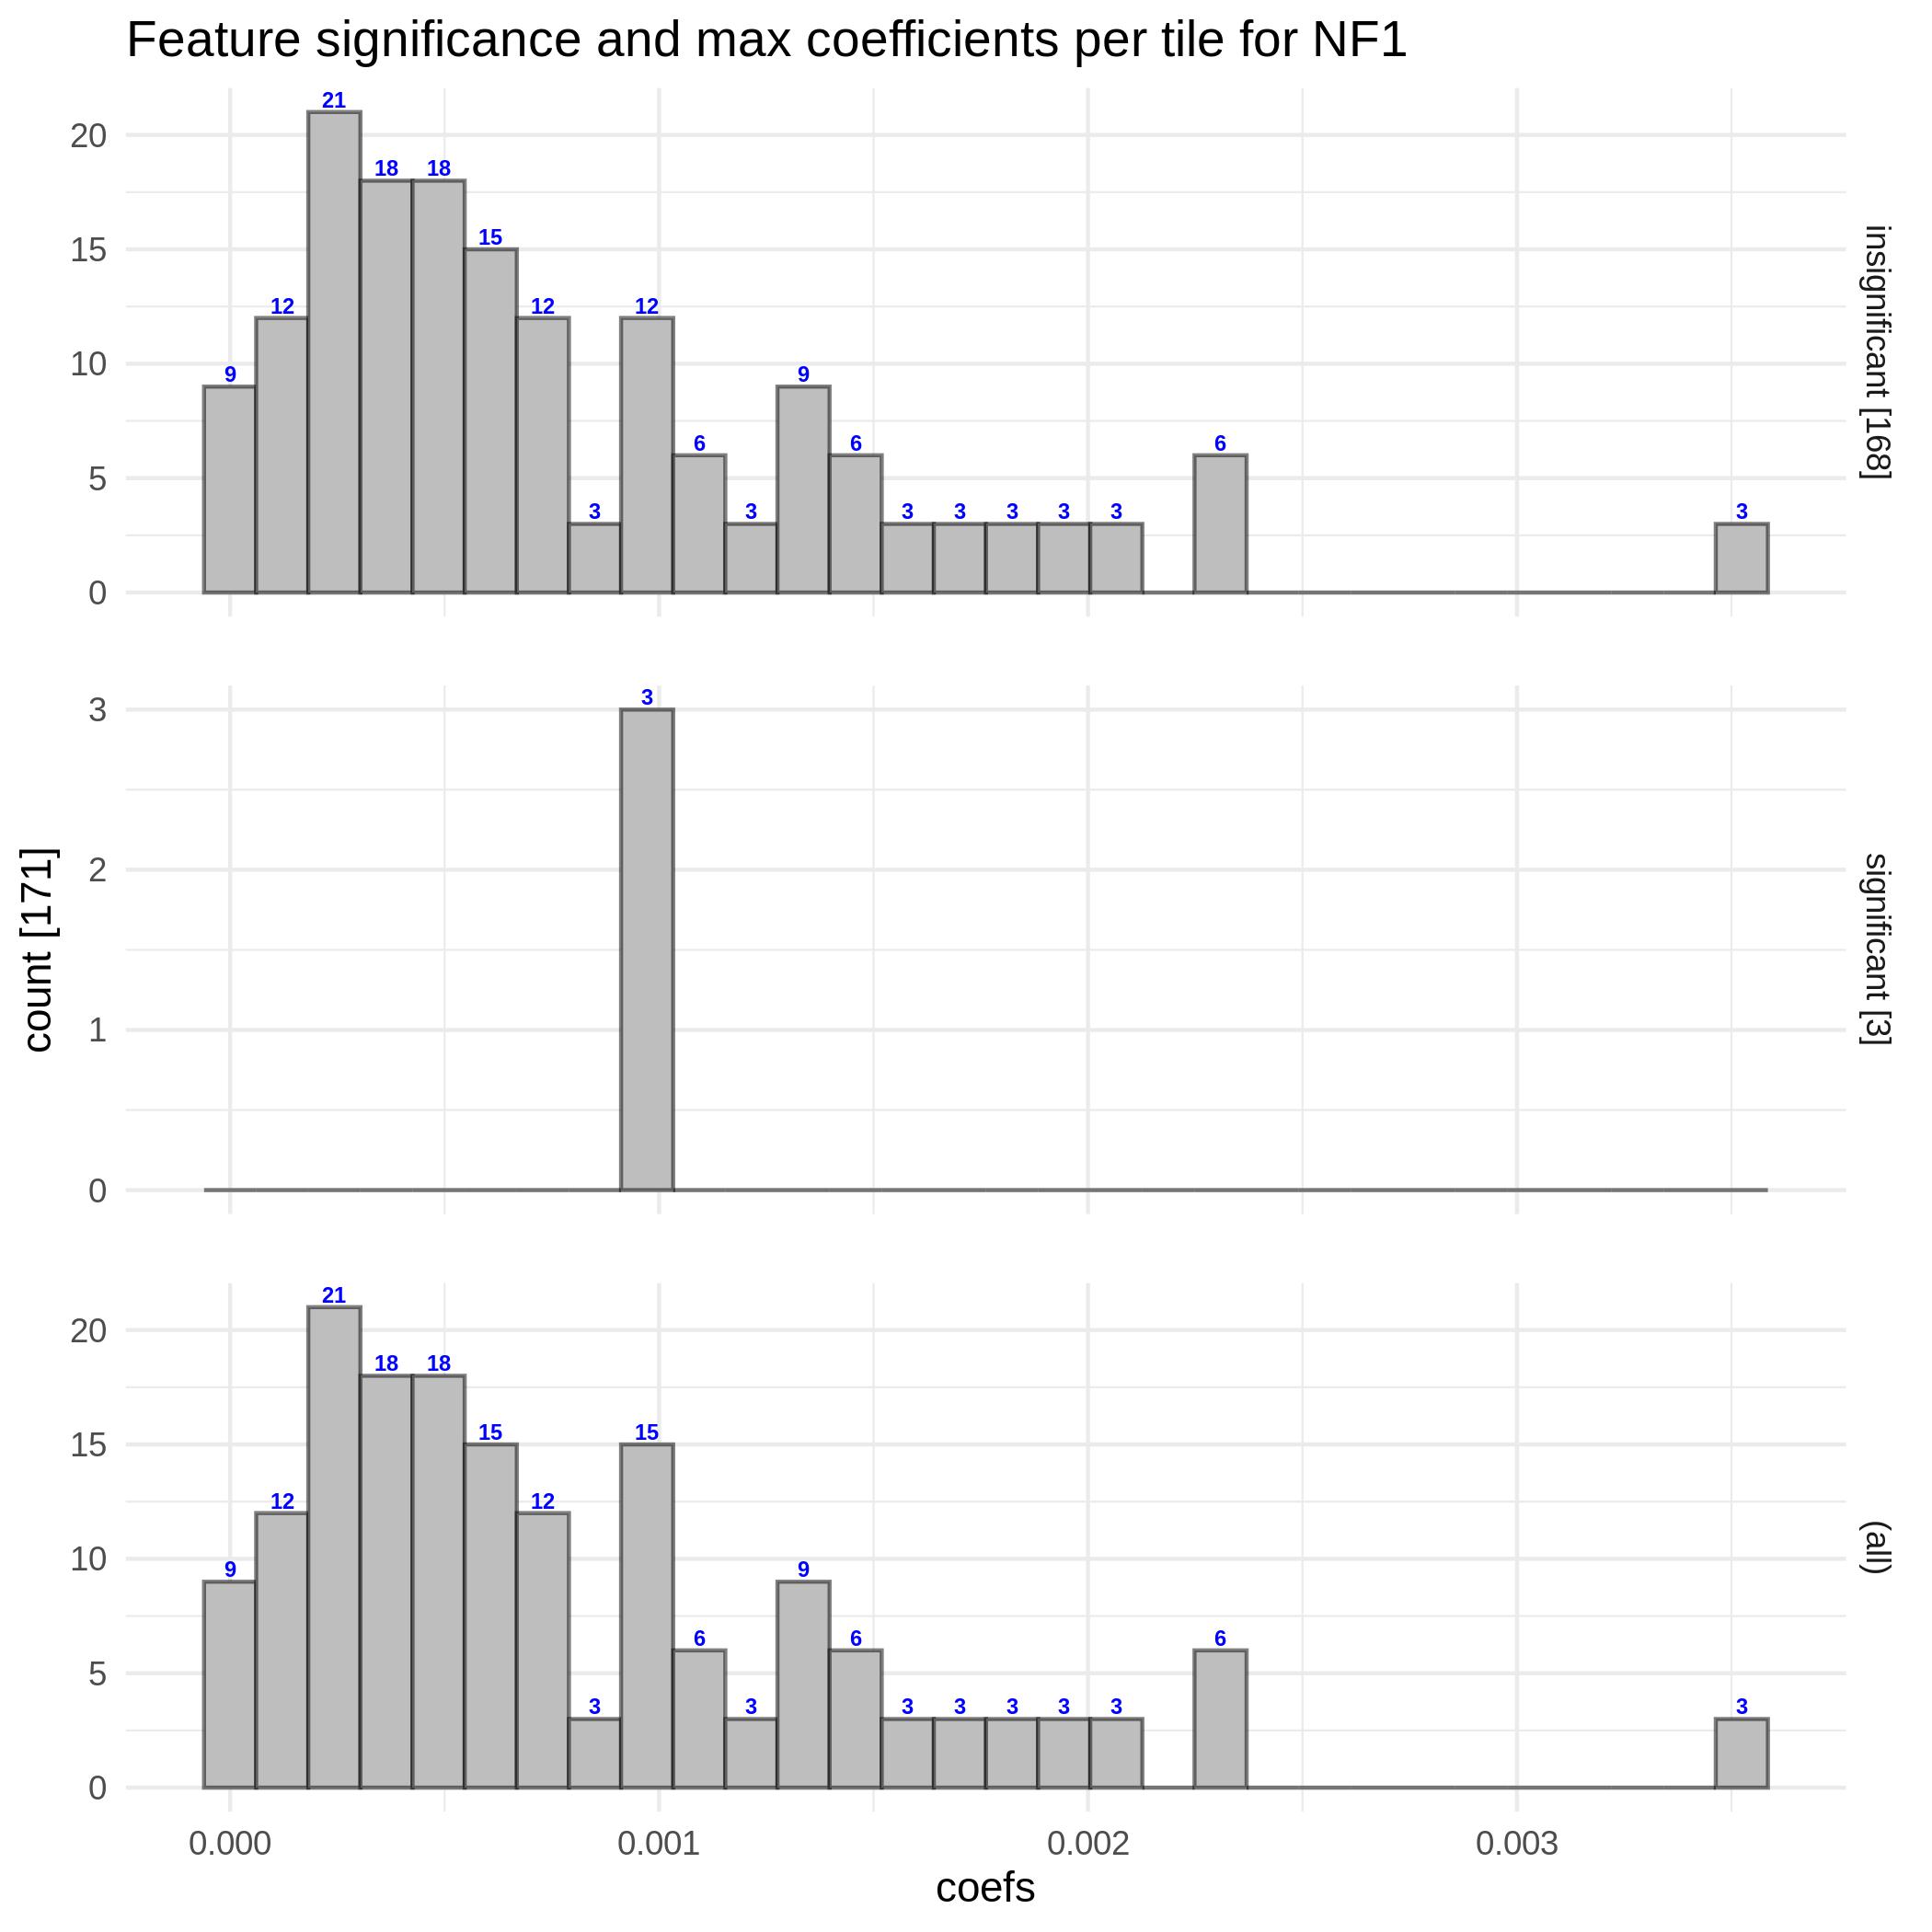 Feature significance and max coefficients per tile for NF1
21
20
18 18
15
15
12 12 12
10
9 9
6 6 6
5
3 3 3 3 3 3 3 3
0
insignificant [168]
3
3
2
1
0
significant [3]
count [171]
21
20
18 18
15
15 15
12 12
10
9 9
6 6 6
5
3 3 3 3 3 3 3 3
0
(all)
0.000 0.001 0.002 0.003
coefs